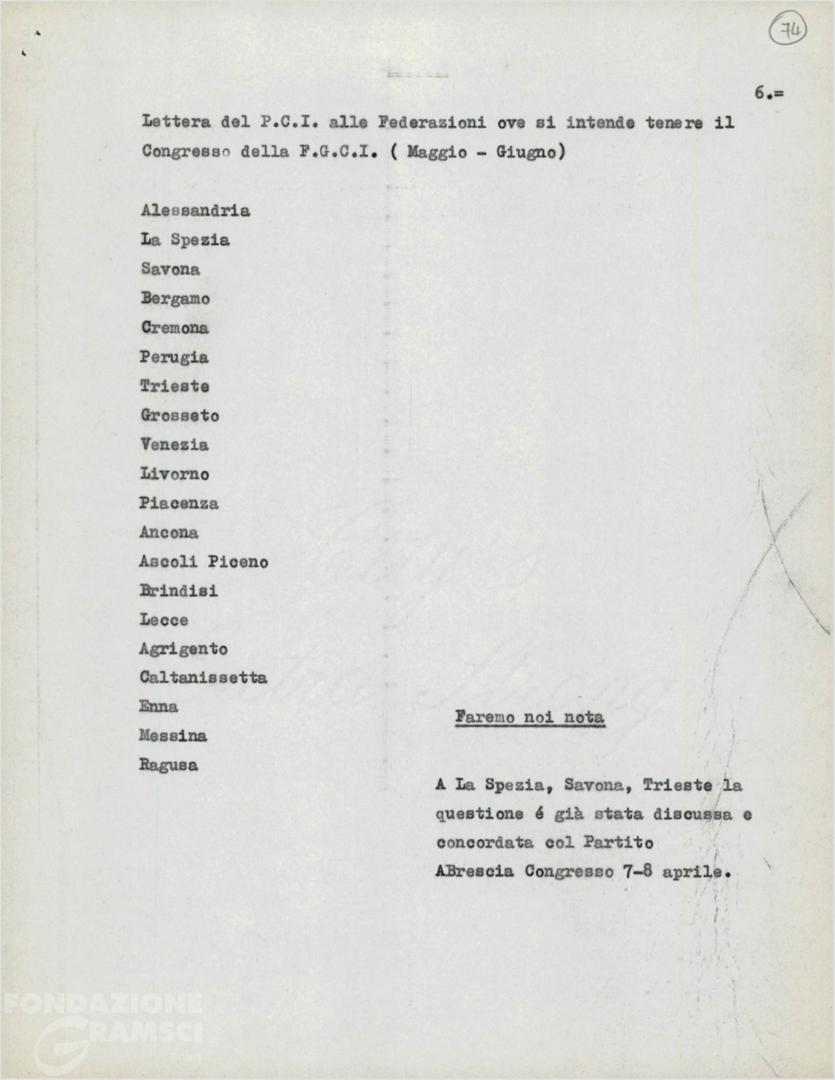 74
6.=
Lettera del P.C.I. alle Federazioni ove si intende tenere il
Congresso della F.G.C.I. ( Maggio - Giugno)
Alessandria
La Spezia
Savona
Bergamo
Cremona
Perugia
Trieste
Grosseto
Venezia
Livorno
Piacenza
Ancona
Ascoli Piceno
Brindisi
Lecce
Agrigento
Caltanissetta
Enna
Messina
Ragusa
Faremo noi nota
A La Spezia, Savona, Trieste la
questione é già stata discussa e
concordata col Partito
ABrescia Congresso 7-8 aprile.
FONDAZIONE
GRAMSCI